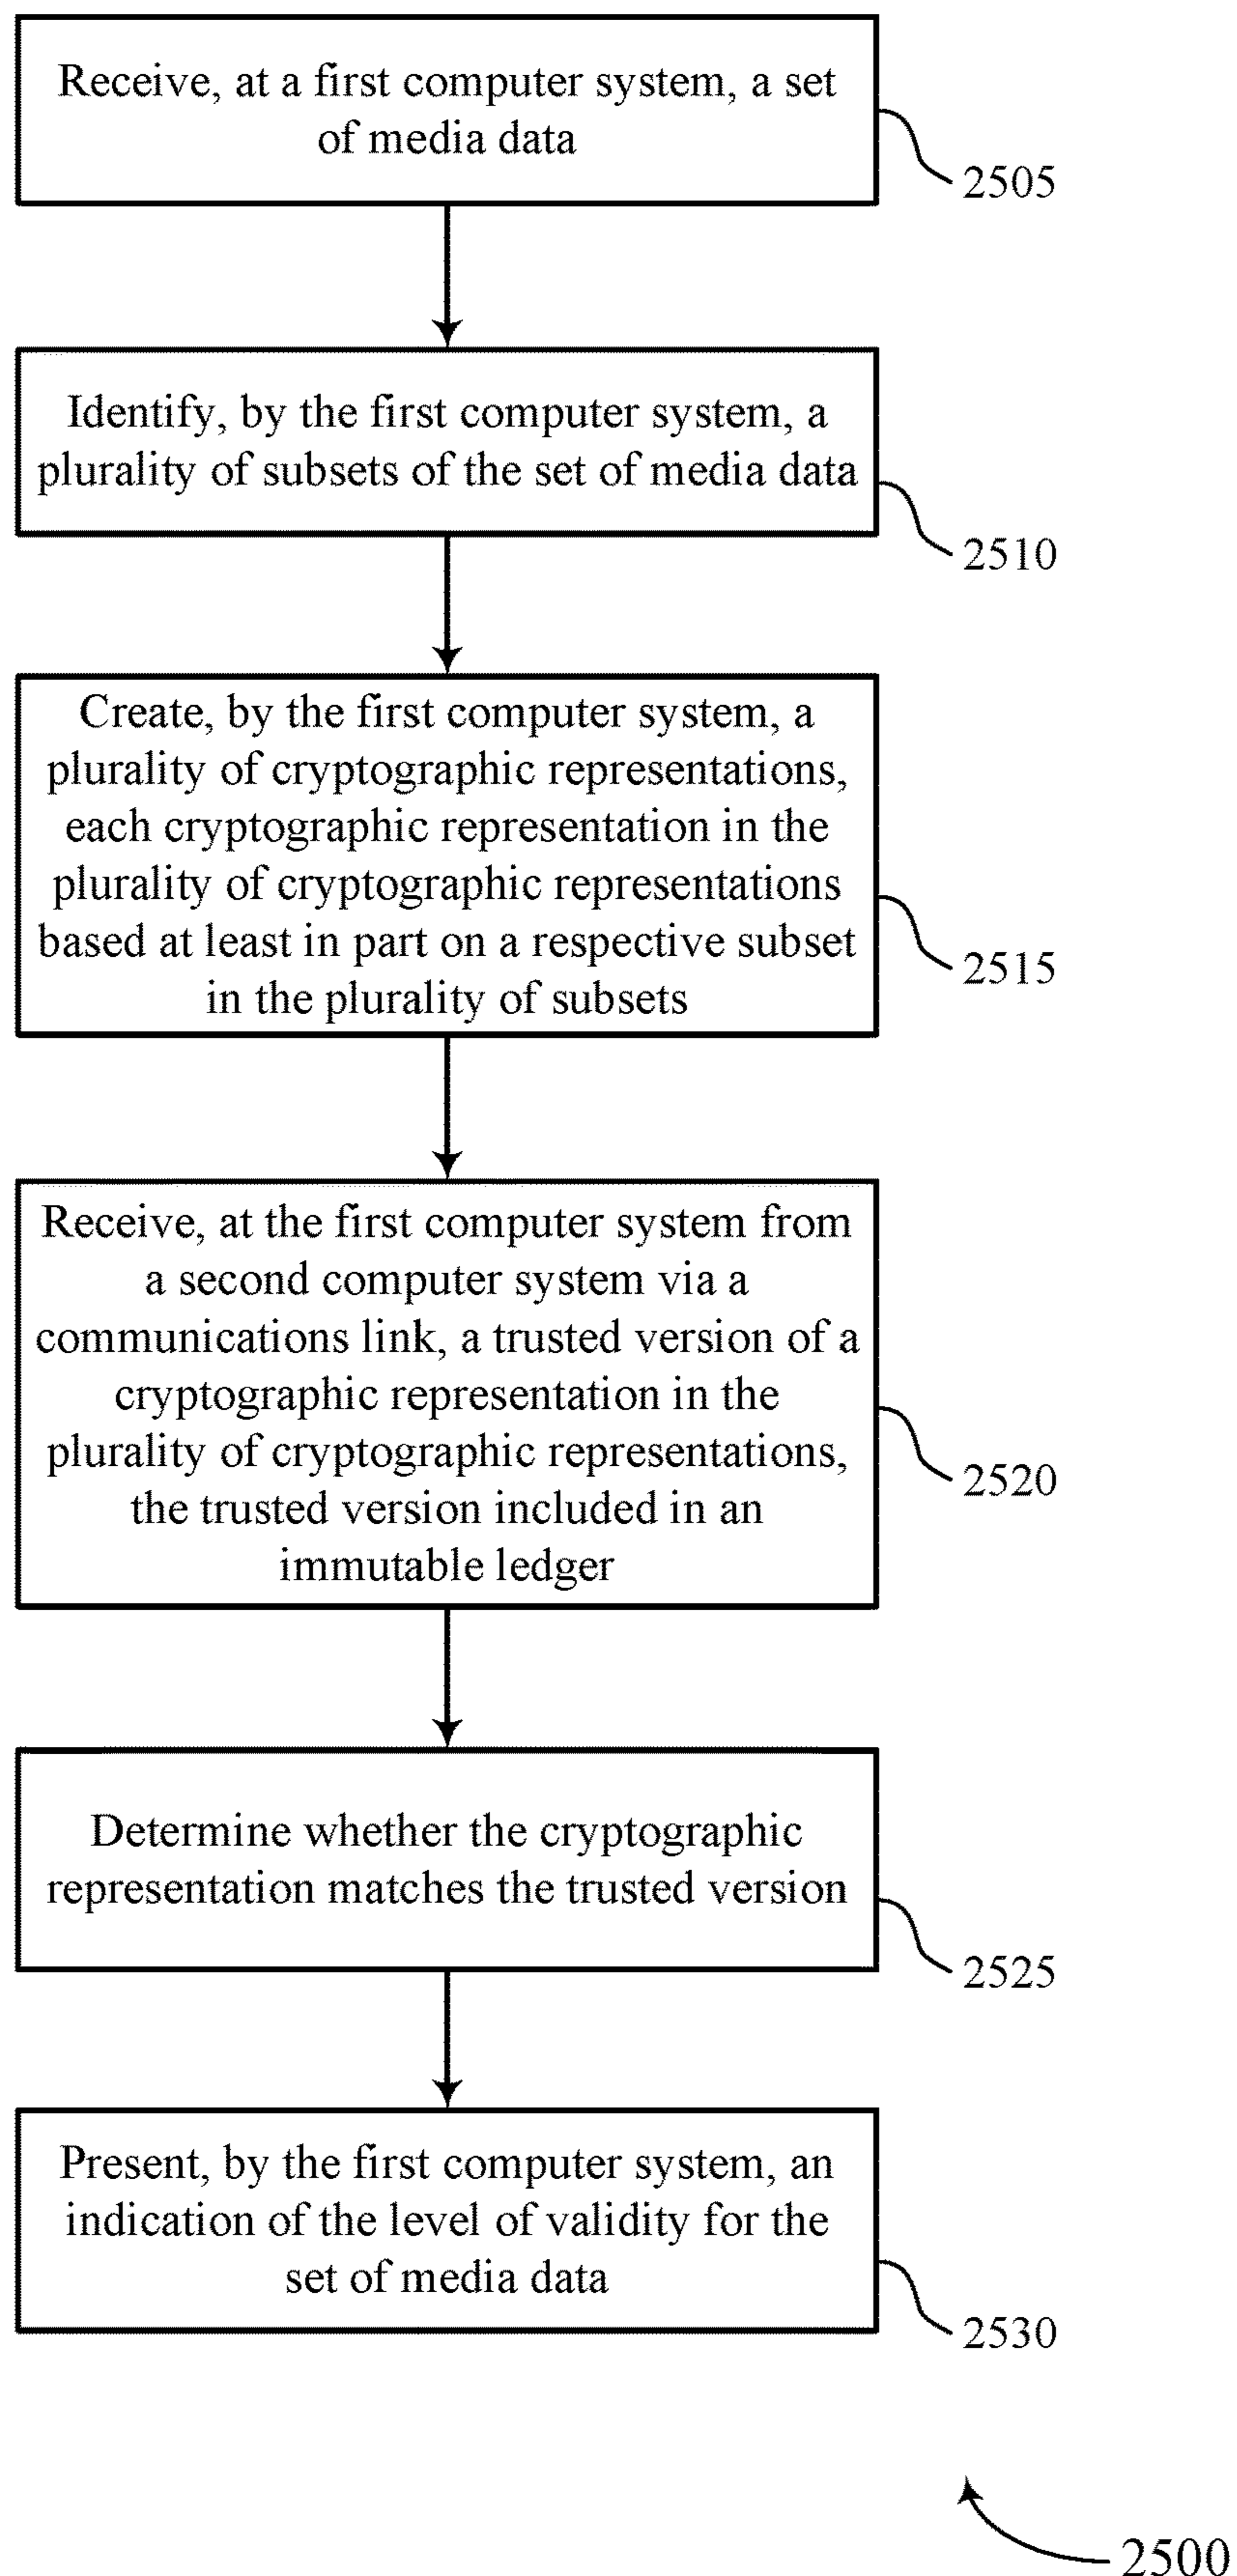 Receive, at a first computer system, a set
of media data
2505
Identify, by the first computer system, a
plurality of subsets of the set of media data
2510
Create, by the first computer system, a
plurality of cryptographic representations,
each cryptographic representation in the
plurality of cryptographic representations
based at least in part on a respective subset
in the plurality of subsets
2515
Receive, at the first computer system from
a second computer system via a
communications link, a trusted version of a
cryptographic representation in the
plurality of cryptographic representations,
the trusted version included in an
immutable ledger
2520
Determine whether the cryptographic
representation matches the trusted version
2525
Present, by the first computer system, an
indication of the level of validity for the
set of media data
2530
2500